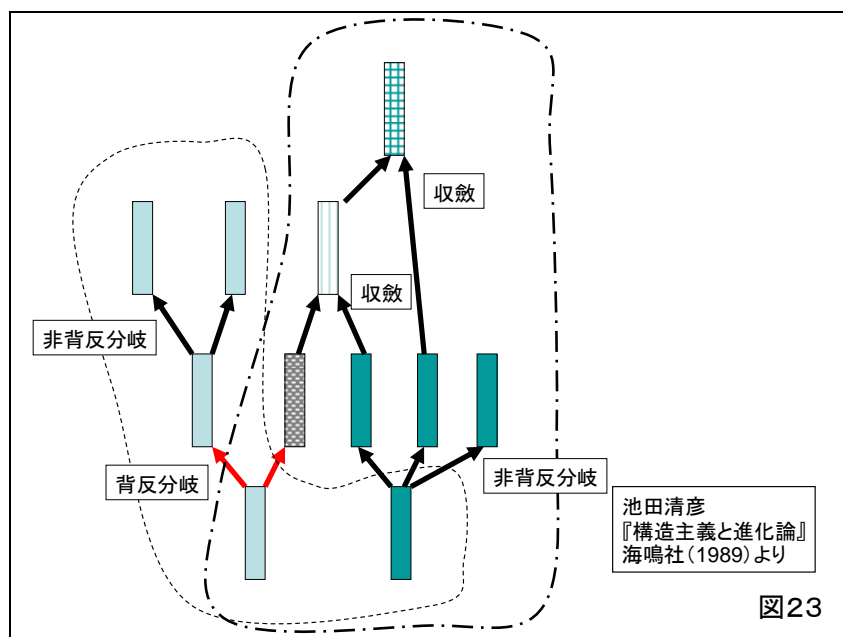 収斂
収斂
非背反分岐
背反分岐
非背反分岐
池田清彦
『構造主義と進化論』
海鳴社(1989)より
図23